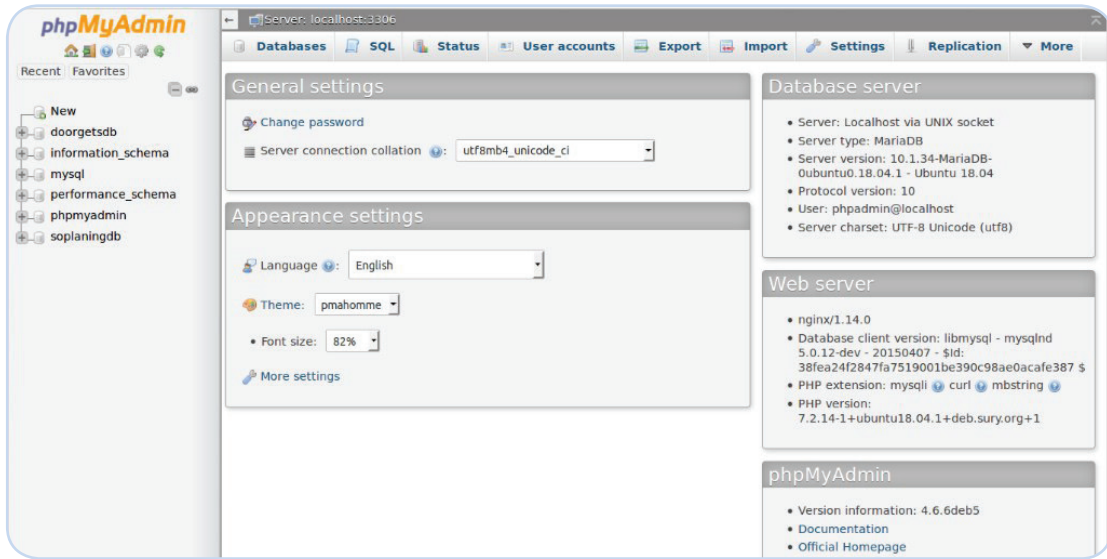 phpMyAdmin
Recent Favorites
New
doorgetsdb
information_schema
mysql
performance_schema
phpmyadmin
soplaningdb
Server: localhost:3306
Databases SQL Status User accounts Export Import Settings Replication More
General settings
Change password
Server connection collation : utf8mb4_unicode_ci
Appearance settings
Language : English
Theme: pmahomme
• Font size: 82%
More settings
Database server
• Server: Localhost via UNIX socket
• Server type: MariaDB
• Server version: 10.1.34-MariaDB-
0ubuntu0.18.04.1 - Ubuntu 18.04
• Protocol version: 10
• User: phpadmin@localhost
• Server charset: UTF-8 Unicode (utf8)
Web server
• nginx/1.14.0
• Database client version: libmysql - mysqlnd
5.0.12-dev - 20150407 - $Id:
38fea24f2847fa7519001be390c98ae0acafe387 $
• PHP extension: mysqli curl mbstring
• PHP version:
7.2.14-1+ubuntu18.04.1+deb.sury.org+1
phpMyAdmin
• Version information: 4.6.6deb5
• Documentation
• Official Homepage